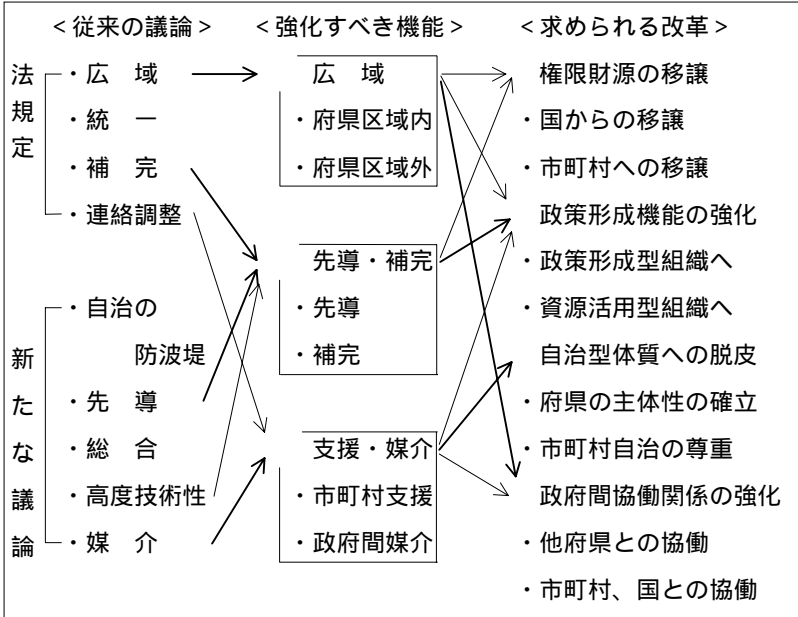 ＜従来の議論＞
法規定
・広　域
・統　一
・補　完
・連絡調整
新たな議論
・自治の
防波堤
・先　導
・総　合
・高度技術性
・媒　介
＜強化すべき機能＞
広　域
・府県区域内
・府県区域外
先導・補完
・先導
・補完
支援・媒介
・市町村支援
・政府間媒介
＜求められる改革＞
権限財源の移譲
・国からの移譲
・市町村への移譲
政策形成機能の強化
・政策形成型組織へ
・資源活用型組織へ
自治型体質への脱皮
・府県の主体性の確立
・市町村自治の尊重
政府間協働関係の強化
・他府県との協働
・市町村、国との協働